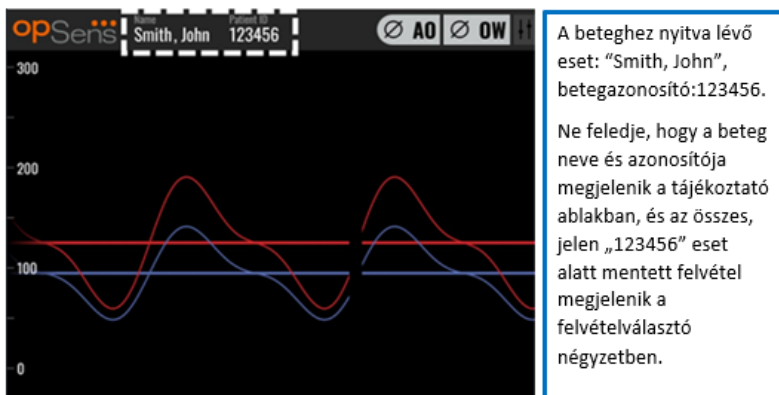 opSens
Name Patient ID
Smith, John 123456
Ø AO Ø OW
300
200
100
0
A beteghez nyitva lévő
eset: “Smith, John”,
betegazonosító:123456.
Ne feledje, hogy a beteg
neve és azonosítója
megjelenik a tájékoztató
ablakban, és az összes,
jelen „123456” eset
alatt mentett felvétel
megjelenik a
felvételválasztó
négyzetben.